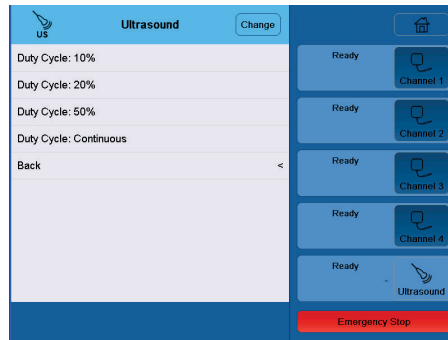 US
Ultrasound
Change
Duty Cycle: 10%
Duty Cycle: 20%
Duty Cycle: 50%
Duty Cycle: Continuous
Back <
Ready
Channel 1
Ready
Channel 2
Ready
Channel 3
Ready
Channel 4
Ready
-
Ultrasound
Emergency Stop